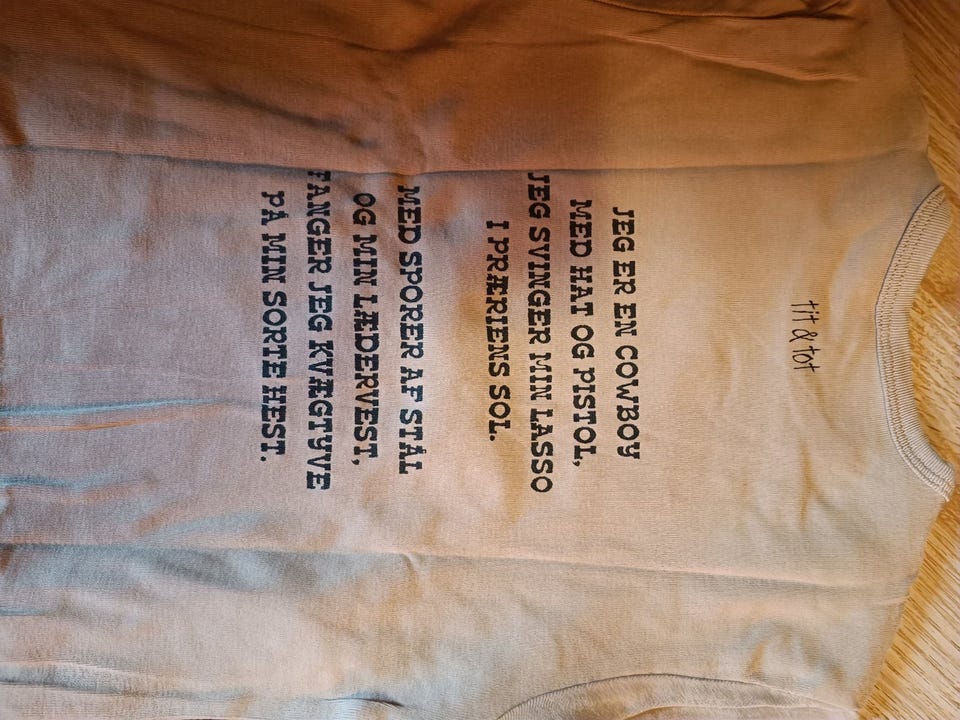 tit & tot
JEG ER EN COWBOY
MED HAT OG PISTOL,
JEG SVINGER MIN LASSO
I PRÆRIENS SOL.
MED SPORER AF STÅL
OG MIN LÆDERVEST,
FANGER JEG KVÆGTYVE
PÅ MIN SORTE HEST.